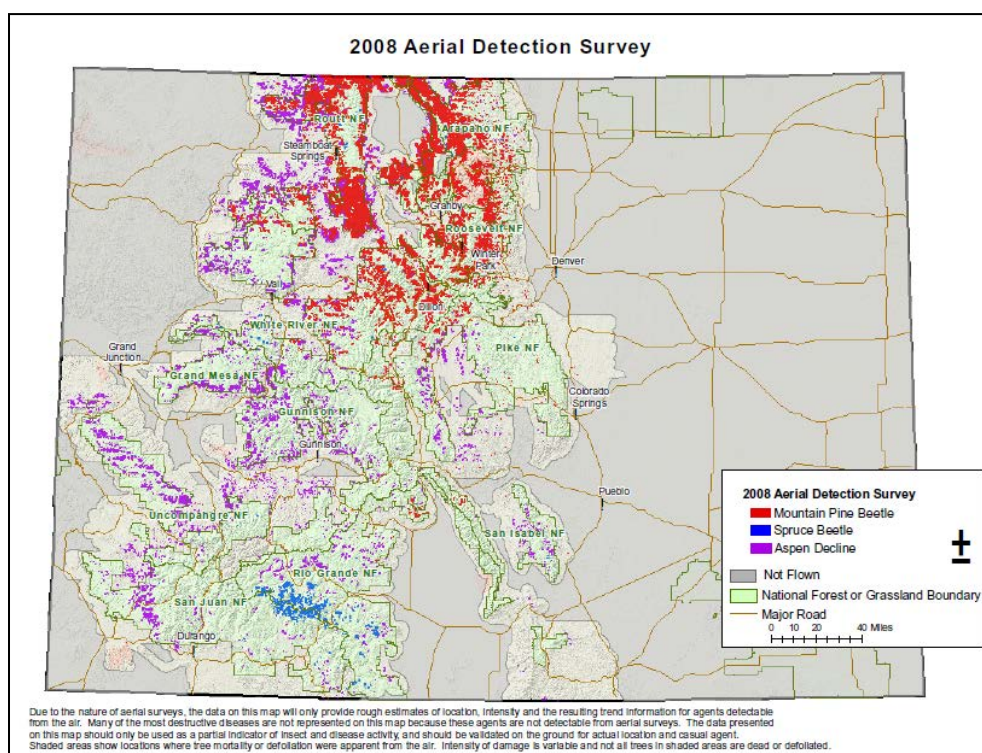 2008 Aerial Detection Survey
Routt NF
Arapaho NF
Steamboat
Springs
Granby
Roosevelt NF
Winter
Park
Denver
Vail
Dillon
White River NF
Pike NF
Grand
Junction
Grand Mesa NF
Colorado
Springs
Gunnison NF
Gunnison
Pueblo
Uncompahgre NF
San Isabel NF
Rio Grande NF
San Juan NF
Durango
2008 Aerial Detection Survey
Mountain Pine Beetle
Spruce Beetle
Aspen Decline
Not Flown
National Forest or Grassland Boundary
Major Road
0 10 20 40 Miles
Due to the nature of aerial surveys, the data on this map will only provide rough estimates of location, intensity and the resulting trend information for agents detectable
from the air. Many of the most destructive diseases are not represented on this map because these agents are not detectable from aerial surveys. The data presented
on this map should only be used as a partial indicator of insect and disease activity, and should be validated on the ground for actual location and casual agent.
Shaded areas show locations where tree mortality or defoliation were apparent from the air. Intensity of damage is variable and not all trees in shaded areas are dead or defoliated.